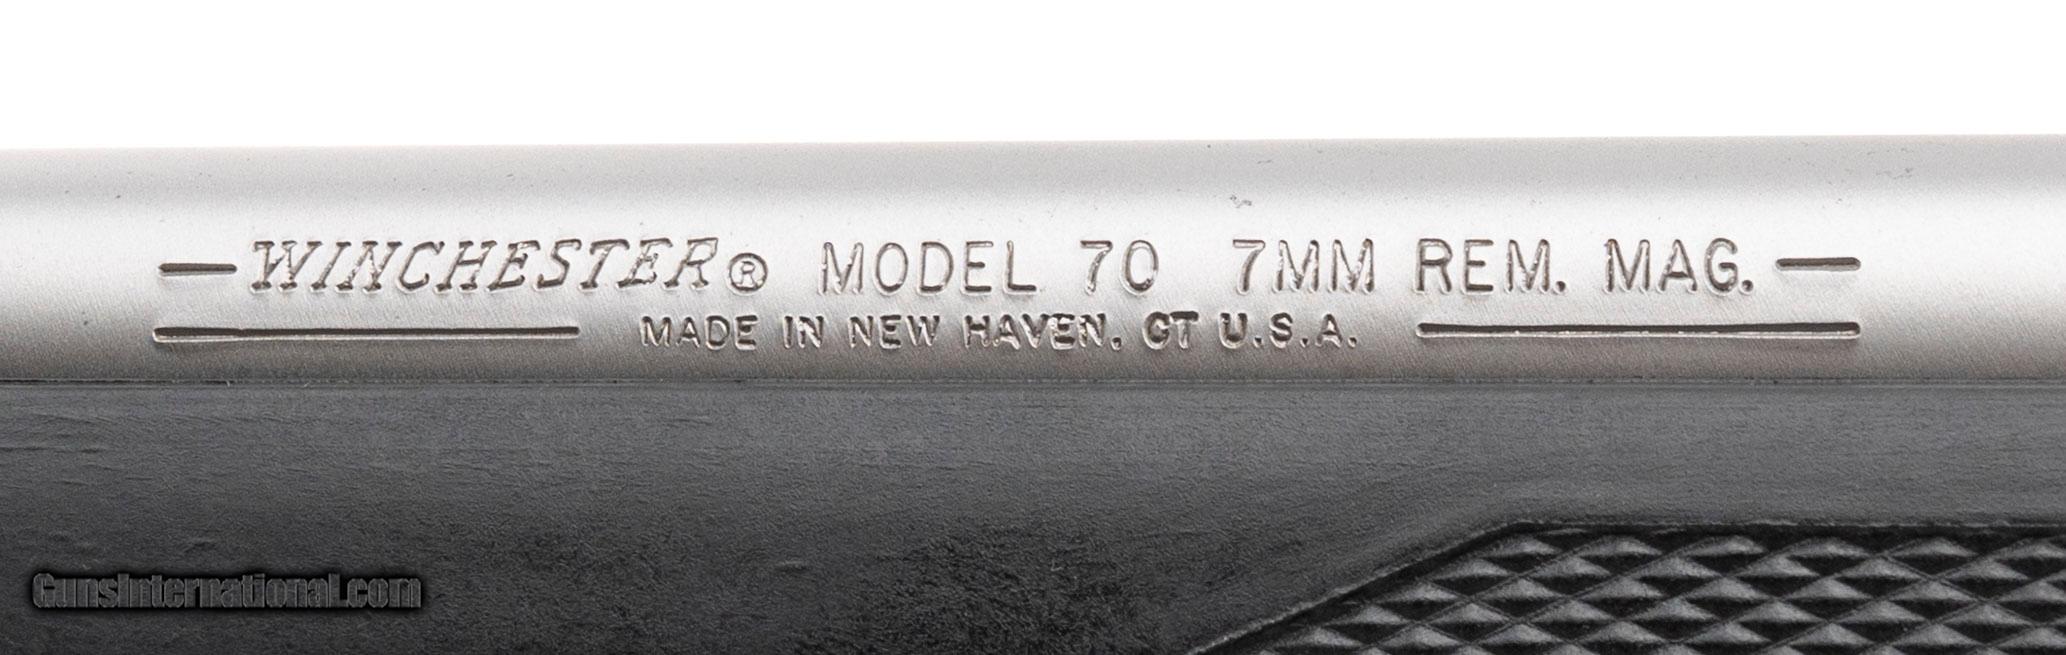 WINCHESTER® MODEL 70 7MM REM. MAG.
MADE IN NEW HAVEN, CT U.S.A.
GunsInternational.com